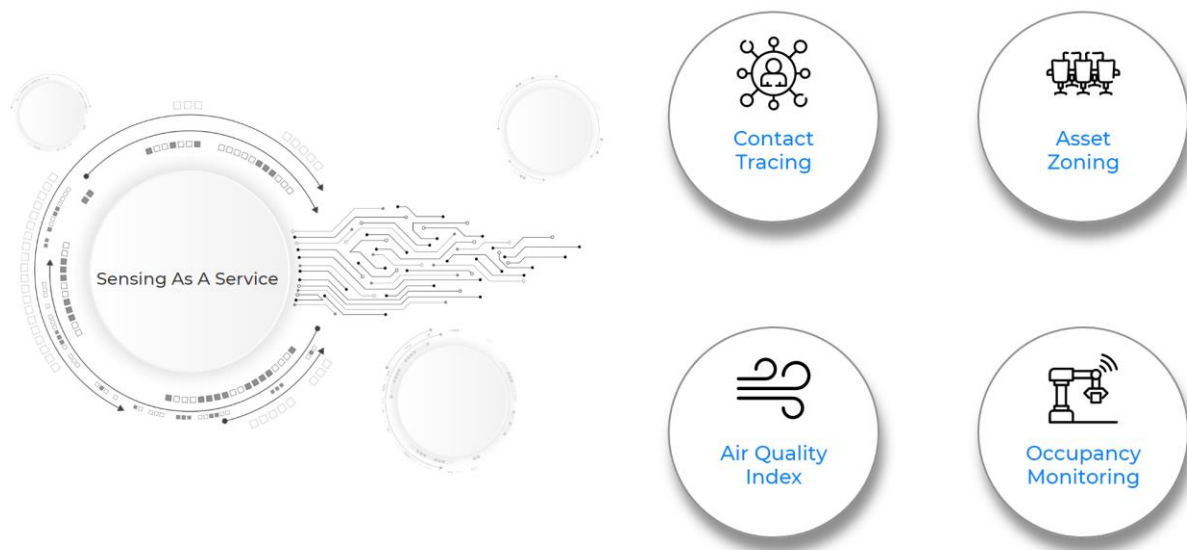 Sensing As A Service
Contact
Tracing
Asset
Zoning
Air Quality
Index
Occupancy
Monitoring